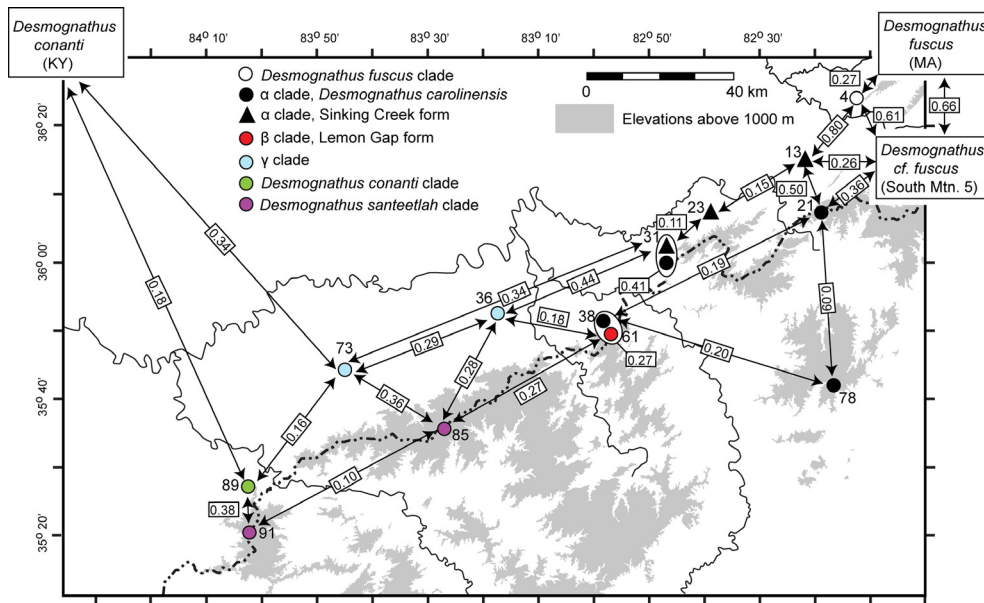 Desmognathus
conanti
(KY)
84° 10'
83° 50'
83° 30'
83° 10'
82° 50'
Desmognathus
fuscus
(MA)
Desmognathus fuscus clade
α clade, Desmognathus carolinensis
α clade, Sinking Creek form
β clade, Lemon Gap form
γ clade
Desmognathus conanti clade
Desmognathus santeetlah clade
0
40 km
Elevations above 1000 m
0.27
4
0.66
0.61
0.80
Desmognathus
cf. fuscus
(South Mtn. 5)
36° 20'
36° 00'
35° 40'
35° 20'
13
0.26
0.50
0.36
0.15
23
21
0.11
31
0.34
0.19
0.44
0.34
0.41
0.18
36
0.18
38
61
0.09
0.29
0.27
0.20
73
0.28
0.36
0.27
78
85
0.16
0.10
89
0.38
91